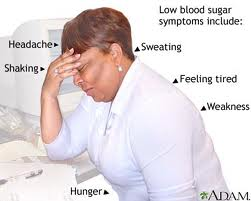 Low blood sugar
symptoms include:
Headache
Sweating
Shaking
Feeling tired
Weakness
Hunger
ADAM.